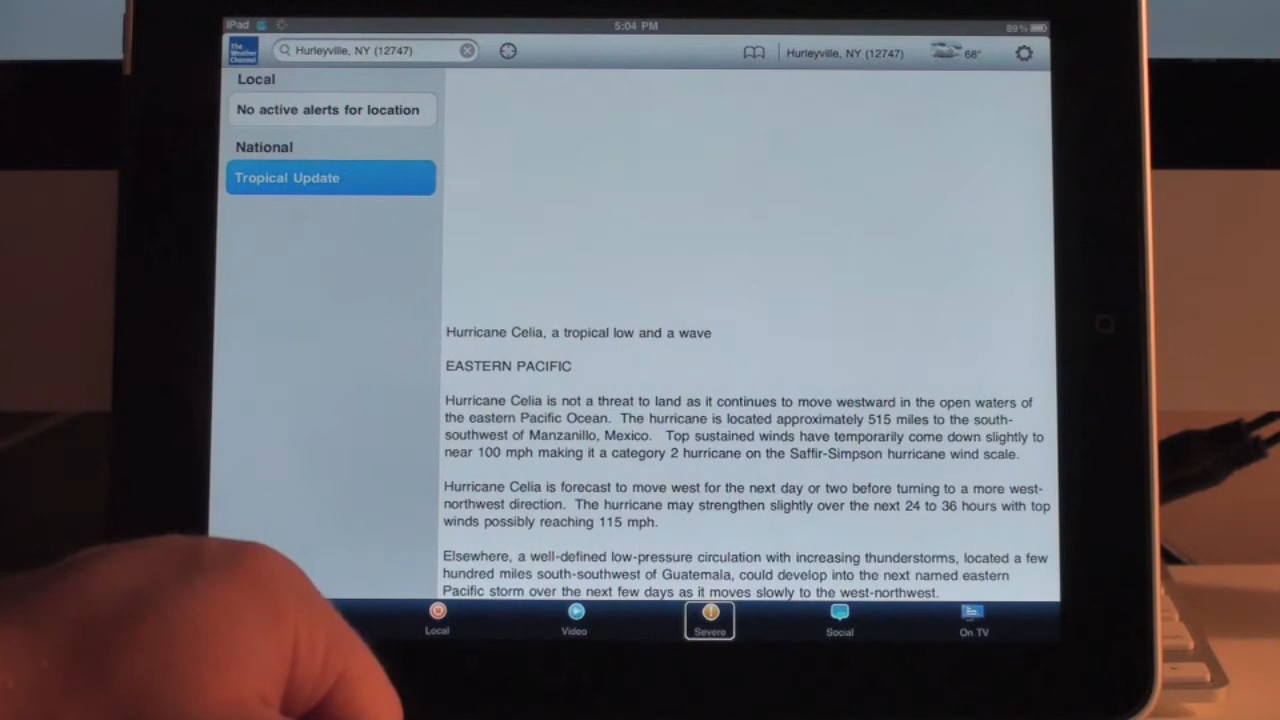 iPad
5:04 PM
89%
The
Weather
Channel
Hurleyville, NY (12747)
Hurleyville, NY (12747)
68°
Local
No active alerts for location
National
Tropical Update
Hurricane Celia, a tropical low and a wave
EASTERN PACIFIC
Hurricane Celia is not a threat to land as it continues to move westward in the open waters of
the eastern Pacific Ocean. The hurricane is located approximately 515 miles to the south-
southwest of Manzanillo, Mexico. Top sustained winds have temporarily come down slightly to
near 100 mph making it a category 2 hurricane on the Saffir-Simpson hurricane wind scale.
Hurricane Celia is forecast to move west for the next day or two before turning to a more west-
northwest direction. The hurricane may strengthen slightly over the next 24 to 36 hours with top
winds possibly reaching 115 mph.
Elsewhere, a well-defined low-pressure circulation with increasing thunderstorms, located a few
hundred miles south-southwest of Guatemala, could develop into the next named eastern
Pacific storm over the next few days as it moves slowly to the west-northwest.
Local
Video
Severe
Social
On TV